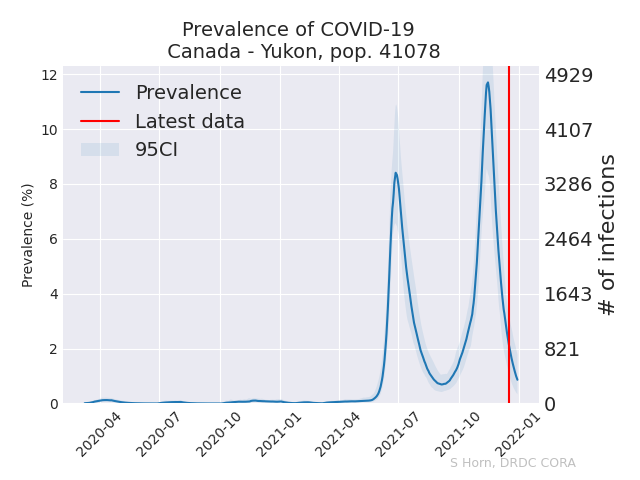 Prevalence of COVID-19
Canada - Yukon, pop. 41078
Prevalence
Latest data
95CI
Prevalence (%)
12
10
8
6
4
2
0
4929
4107
3286
2464
1643
821
0
# of infections
2020-04
2020-07
2020-10
2021-01
2021-04
2021-07
2021-10
2022-01
S Horn, DRDC CORA